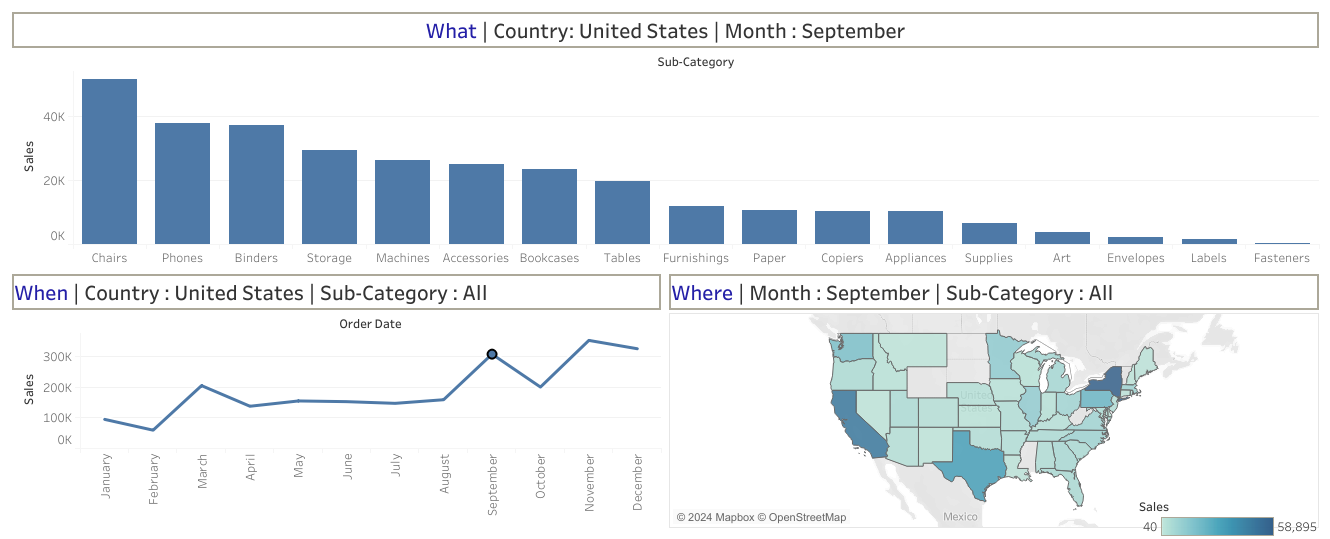 What | Country: United States | Month : September
Sub-Category
Sales
40K
20K
0K
Chairs Phones Binders Storage Machines Accessories Bookcases Tables Furnishings Paper Copiers Appliances Supplies Art Envelopes Labels Fasteners
When | Country : United States | Sub-Category : All
Order Date
Sales
300K
200K
100K
0K
January February March April May June July August September October November December
Where | Month : September | Sub-Category : All
United
States
Mexico
© 2024 Mapbox © OpenStreetMap
Sales
40 58,895